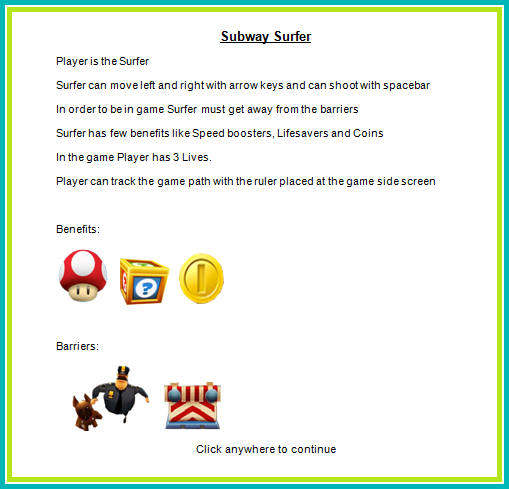 Subway Surfer
Player is the Surfer
Surfer can move left and right with arrow keys and can shoot with spacebar
In order to be in game Surfer must get away from the barriers
Surfer has few benefits like Speed boosters, Lifesavers and Coins
In the game Player has 3 Lives.
Player can track the game path with the ruler placed at the game side screen
Benefits:
?
?
Barriers:
Click anywhere to continue